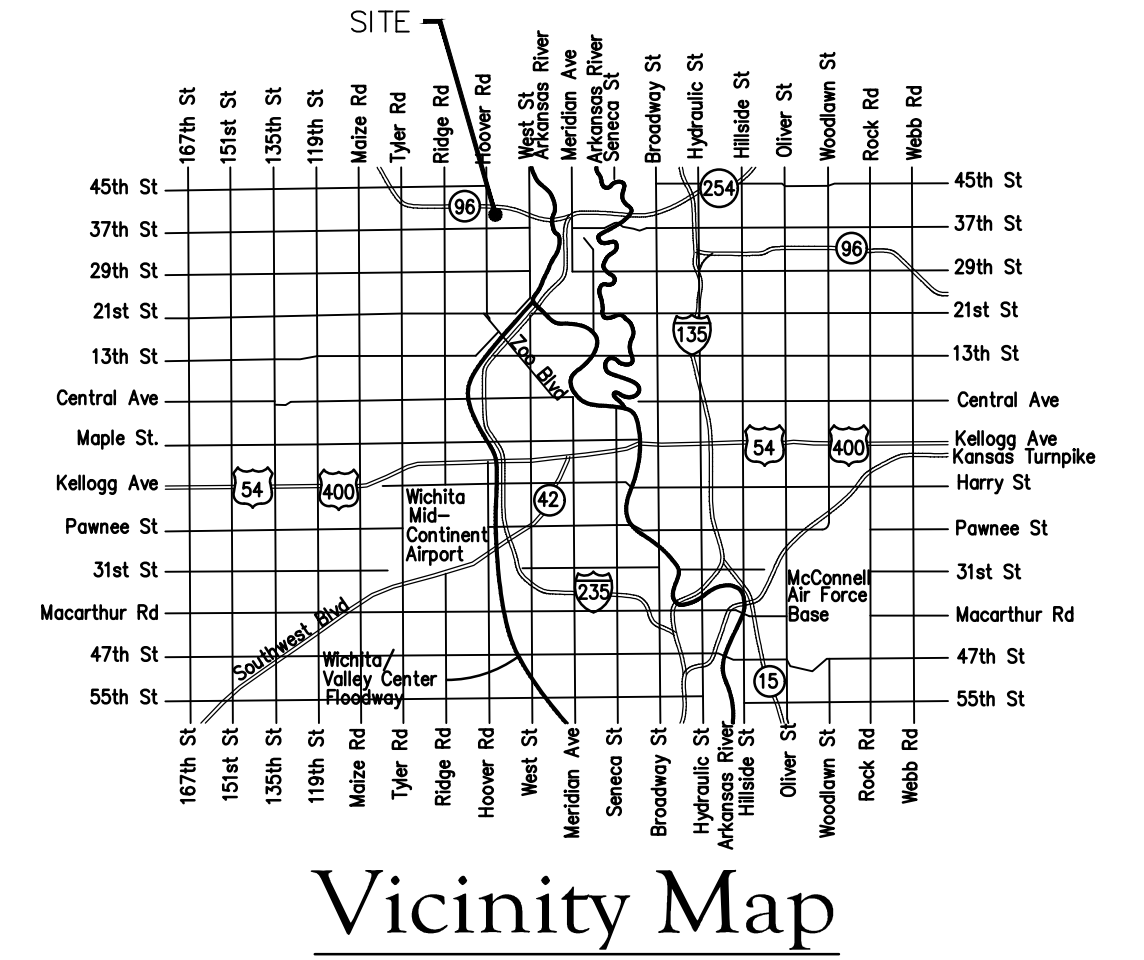 SITE
167th St
151st St
135th St
119th St
Maize Rd
Tyler Rd
Ridge Rd
Hoover Rd
West St
Arkansas River
Meridian Ave
Arkansas River
Seneca St
Broadway St
Hydraulic St
Hillside St
Oliver St
Woodlawn St
Rock Rd
Webb Rd
45th St
37th St
29th St
21st St
13th St
Central Ave
Maple St.
Kellogg Ave
Pawnee St
31st St
Macarthur Rd
47th St
55th St
96
254
96
135
Zoo Blvd
54
400
54
400
42
235
15
Wichita
Mid-
Continent
Airport
McConnell
Air Force
Base
Southwest Blvd
Wichita/
Valley Center
Floodway
45th St
37th St
29th St
21st St
13th St
Central Ave
Kellogg Ave
Kansas Turnpike
Harry St
Pawnee St
31st St
Macarthur Rd
47th St
55th St
167th St
151st St
135th St
119th St
Maize Rd
Tyler Rd
Ridge Rd
Hoover Rd
West St
Meridian Ave
Seneca St
Broadway St
Hydraulic St
Arkansas River
Hillside St
Oliver St
Woodlawn St
Rock Rd
Webb Rd
Vicinity Map